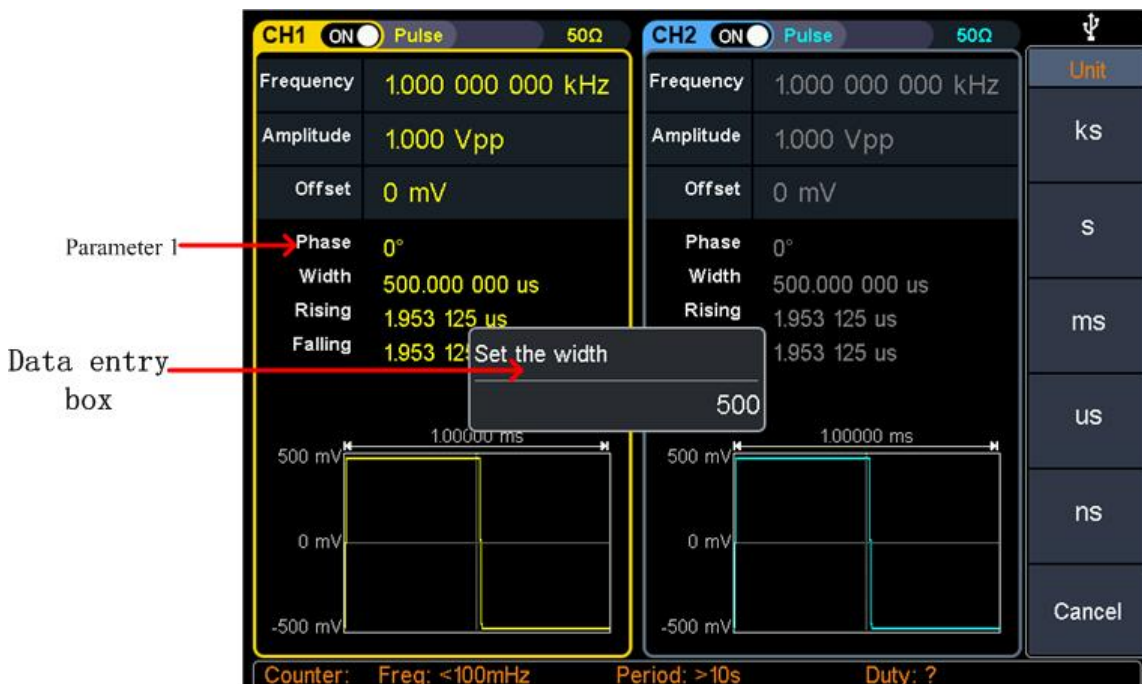 CH1 ON Pulse 50Ω
Frequency 1.000 000 000 kHz
Amplitude 1.000 Vpp
Offset 0 mV
Phase 0°
Width 500.000 000 us
Rising 1.953 125 us
Falling 1.953 12
1.00000 ms
500 mV
0 mV
-500 mV
CH2 ON Pulse 50Ω
Frequency 1.000 000 000 kHz
Amplitude 1.000 Vpp
Offset 0 mV
Phase 0°
Width 500.000 000 us
Rising 1.953 125 us
1.953 125 us
1.00000 ms
500 mV
0 mV
-500 mV
Set the width
500
Unit
ks
s
ms
us
ns
Cancel
Counter: Freq: <100mHz Period: >10s Duty: ?
Parameter 1
Data entry
box